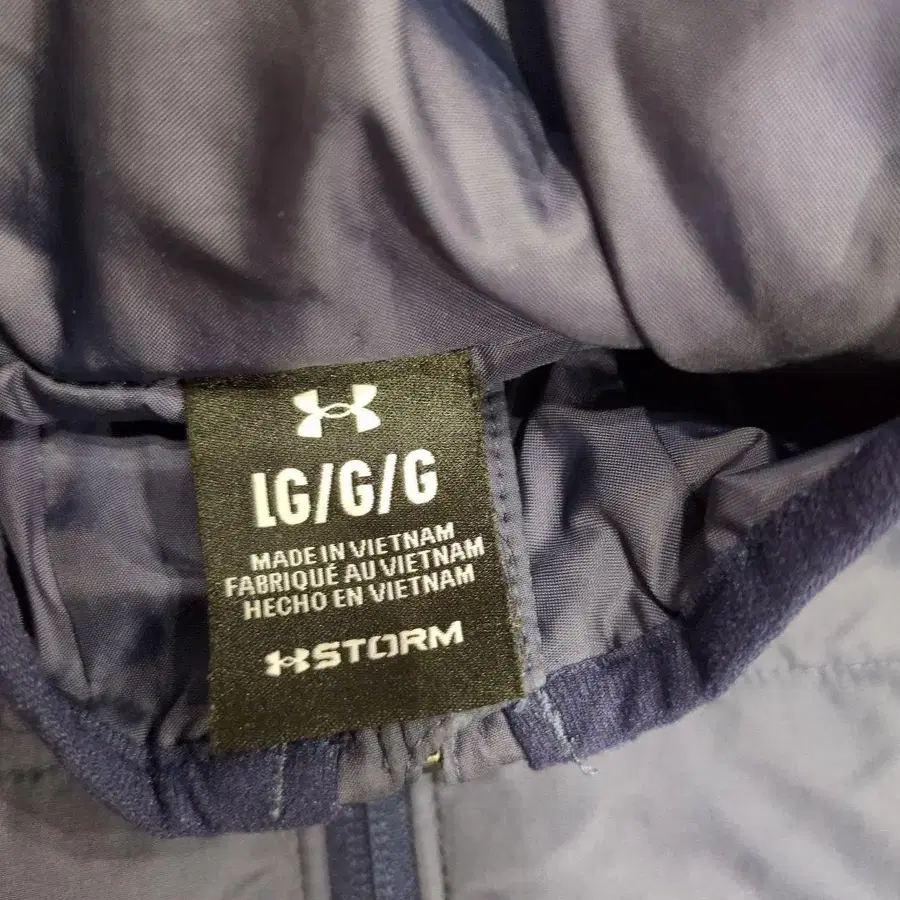 LG/G/G
MADE IN VIETNAM
FABRIQUÉ AU VIETNAM
HECHO EN VIETNAM
STORM